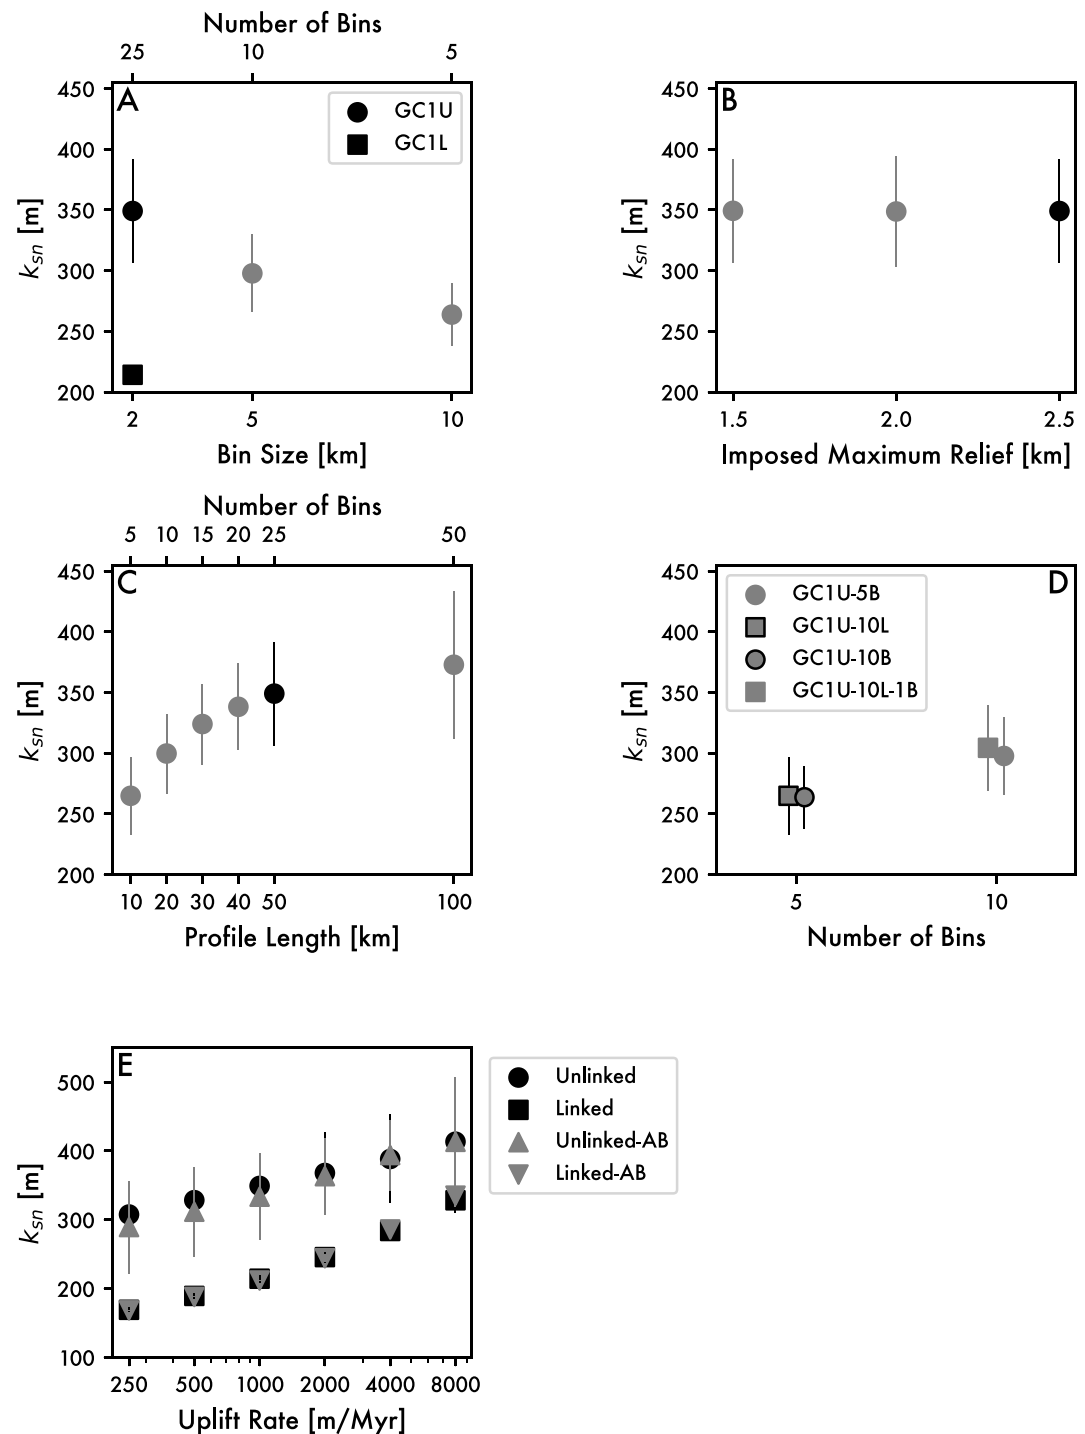 Number of Bins
25 10 5
A
GC1U
GC1L
450
400
350
300
250
200
k_sn [m]
2 5 10
Bin Size [km]
B
450
400
350
300
250
200
k_sn [m]
1.5 2.0 2.5
Imposed Maximum Relief [km]
Number of Bins
5 10 15 20 25 50
C
450
400
350
300
250
200
k_sn [m]
10 20 30 40 50 100
Profile Length [km]
D
GC1U-5B
GC1U-10L
GC1U-10B
GC1U-10L-1B
450
400
350
300
250
200
k_sn [m]
5 10
Number of Bins
E
500
400
300
200
100
k_sn [m]
250 500 1000 2000 4000 8000
Uplift Rate [m/Myr]
Unlinked
Linked
Unlinked-AB
Linked-AB